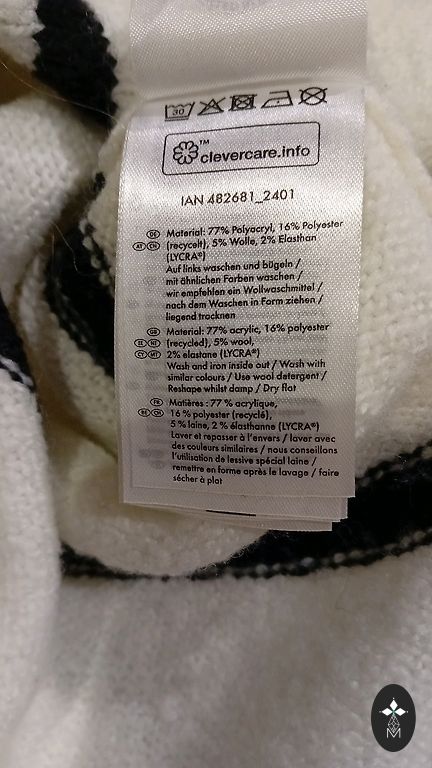 30
clevercare.info™
IAN 482681_2401
DE Material: 77% Polyacryl, 16% Polyester
AT CH (recycelt), 5% Wolle, 2% Elasthan
(LYCRA®)
Auf links waschen und bügeln /
mit ähnlichen Farben waschen /
wir empfehlen ein Wollwaschmittel /
nach dem Waschen in Form ziehen /
liegend trocknen
GB Material: 77% acrylic, 16% polyester
IE NI (recycled), 5% wool,
CY MT 2% elastane (LYCRA®)
Wash and iron inside out / Wash with
similar colours / Use wool detergent /
Reshape whilst damp / Dry flat
FR Matières : 77 % acrylique,
BE CH 16 % polyester (recyclé),
5 % laine, 2 % élasthanne (LYCRA®)
Laver et repasser à l'envers / laver avec
des couleurs similaires / nous conseillons
l'utilisation de lessive spécial laine /
remettre en forme après le lavage / faire
sécher à plat
M